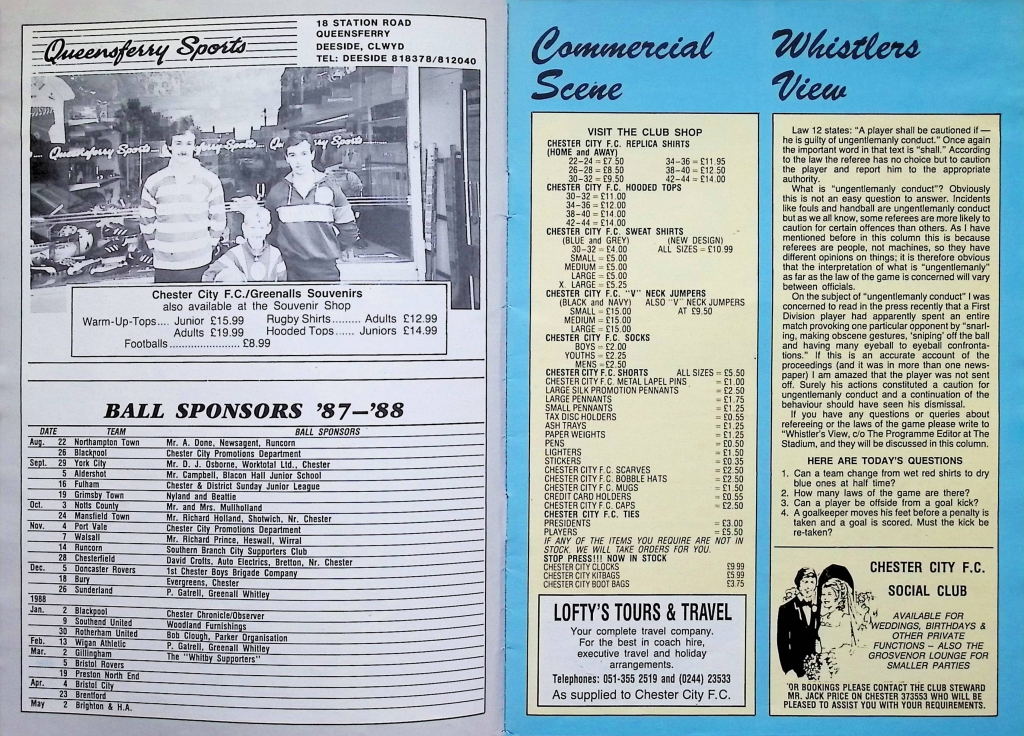 Queensferry Sports
18 STATION ROAD
QUEENSFERRY
DEESIDE, CLWYD
TEL: DEESIDE 818378/812040
Queensferry Sports
Queensferry Sports
Chester City F.C./Greenalls Souvenirs
also available at the Souvenir Shop
Warm-Up-Tops.... Junior £15.99
Adults £19.99
Rugby Shirts......... Adults £12.99
Hooded Tops...... Juniors £14.99
Footballs ........................ £8.99
BALL SPONSORS '87—'88
DATE TEAM BALL SPONSORS
Aug. 22 Northampton Town Mr. A. Done, Newsagent, Runcorn
26 Blackpool Chester City Promotions Department
Sept. 29 York City Mr. D. J. Osborne, Worktotal Ltd., Chester
5 Aldershot Mr. Campbell, Blacon Hall Junior School
16 Fulham Chester & District Sunday Junior League
19 Grimsby Town Nyland and Beattie
Oct. 3 Notts County Mr. and Mrs. Mullholland
24 Mansfield Town Mr. Richard Holland, Shotwich, Nr. Chester
Nov. 4 Port Vale Chester City Promotions Department
7 Walsall Mr. Richard Prince, Heswall, Wirral
14 Runcorn Southern Branch City Supporters Club
28 Chesterfield David Crofts, Auto Electrics, Bretton, Nr. Chester
Dec. 5 Doncaster Rovers 1st Chester Boys Brigade Company
18 Bury Evergreens, Chester
26 Sunderland P. Gatrell, Greenall Whitley
1988
Jan. 2 Blackpool Chester Chronicle/Observer
9 Southend United Woodland Furnishings
30 Rotherham United Bob Clough, Parker Organisation
Feb. 13 Wigan Athletic P. Gatrell, Greenall Whitley
Mar. 2 Gillingham The "Whitby Supporters"
5 Bristol Rovers
19 Preston North End
Apr. 4 Bristol City
23 Brentford
May 2 Brighton & H.A.
Commercial
Scene
VISIT THE CLUB SHOP
CHESTER CITY F.C. REPLICA SHIRTS
(HOME and AWAY)
22–24 = £7.50 34–36 = £11.95
26–28 = £8.50 38–40 = £12.50
30–32 = £9.50 42–44 = £14.00
CHESTER CITY F.C. HOODED TOPS
30–32 = £11.00
34–36 = £12.00
38–40 = £14.00
42–44 = £14.00
CHESTER CITY F.C. SWEAT SHIRTS
(BLUE and GREY) (NEW DESIGN)
30–32 = £4.00 ALL SIZES = £10.99
SMALL = £5.00
MEDIUM = £5.00
LARGE = £5.00
X. LARGE = £5.25
CHESTER CITY F.C. "V" NECK JUMPERS
(BLACK and NAVY) ALSO "V" NECK JUMPERS
SMALL = £15.00 AT £9.50
MEDIUM = £15.00
LARGE = £15.00
CHESTER CITY F.C. SOCKS
BOYS = £2.00
YOUTHS = £2.25
MENS = £2.50
CHESTER CITY F.C. SHORTS ALL SIZES = £5.50
CHESTER CITY F.C. METAL LAPEL PINS = £1.00
LARGE SILK PROMOTION PENNANTS = £2.50
LARGE PENNANTS = £1.75
SMALL PENNANTS = £1.25
TAX DISC HOLDERS = £0.55
ASH TRAYS = £1.25
PAPER WEIGHTS = £1.25
PENS = £0.50
LIGHTERS = £1.50
STICKERS = £0.35
CHESTER CITY F.C. SCARVES = £2.50
CHESTER CITY F.C. BOBBLE HATS = £2.50
CHESTER CITY F.C. MUGS = £1.50
CREDIT CARD HOLDERS = £0.55
CHESTER CITY F.C. CAPS = £2.50
CHESTER CITY F.C. TIES
PRESIDENTS = £3.00
PLAYERS = £5.50
IF ANY OF THE ITEMS YOU REQUIRE ARE NOT IN
STOCK, WE WILL TAKE ORDERS FOR YOU.
STOP PRESS!!! NOW IN STOCK
CHESTER CITY CLOCKS £9.99
CHESTER CITY KITBAGS £5.99
CHESTER CITY BOOT BAGS £3.75
LOFTY'S TOURS & TRAVEL
Your complete travel company.
For the best in coach hire,
executive travel and holiday
arrangements.
Telephones: 051-355 2519 and (0244) 23533
As supplied to Chester City F.C.
Whistlers
View
Law 12 states: "A player shall be cautioned if —
he is guilty of ungentlemanly conduct." Once again
the important word in that text is "shall." According
to the law the referee has no choice but to caution
the player and report him to the appropriate
authority.
What is "ungentlemanly conduct"? Obviously
this is not an easy question to answer. Incidents
like fouls and handball are ungentlemanly conduct
but as we all know, some referees are more likely to
caution for certain offences than others. As I have
mentioned before in this column this is because
referees are people, not machines, so they have
different opinions on things; it is therefore obvious
that the interpretation of what is "ungentlemanly"
as far as the law of the game is concerned will vary
between officials.
On the subject of "ungentlemanly conduct" I was
concerned to read in the press recently that a First
Division player had apparently spent an entire
match provoking one particular opponent by "snarl-
ing, making obscene gestures, 'sniping' off the ball
and having many eyeball to eyeball confronta-
tions." If this is an accurate account of the
proceedings (and it was in more than one news-
paper) I am amazed that the player was not sent
off. Surely his actions constituted a caution for
ungentlemanly conduct and a continuation of the
behaviour should have seen his dismissal.
If you have any questions or queries about
refereeing or the laws of the game please write to
"Whistler's View, c/o The Programme Editor at The
Stadium, and they will be discussed in this column.
HERE ARE TODAY'S QUESTIONS
1. Can a team change from wet red shirts to dry
blue ones at half time?
2. How many laws of the game are there?
3. Can a player be offside from a goal kick?
4. A goalkeeper moves his feet before a penalty is
taken and a goal is scored. Must the kick be
re-taken?
CHESTER CITY F.C.
SOCIAL CLUB
AVAILABLE FOR
WEDDINGS, BIRTHDAYS &
OTHER PRIVATE
FUNCTIONS – ALSO THE
GROSVENOR LOUNGE FOR
SMALLER PARTIES
'OR BOOKINGS PLEASE CONTACT THE CLUB STEWARD
MR. JACK PRICE ON CHESTER 373553 WHO WILL BE
PLEASED TO ASSIST YOU WITH YOUR REQUIREMENTS.